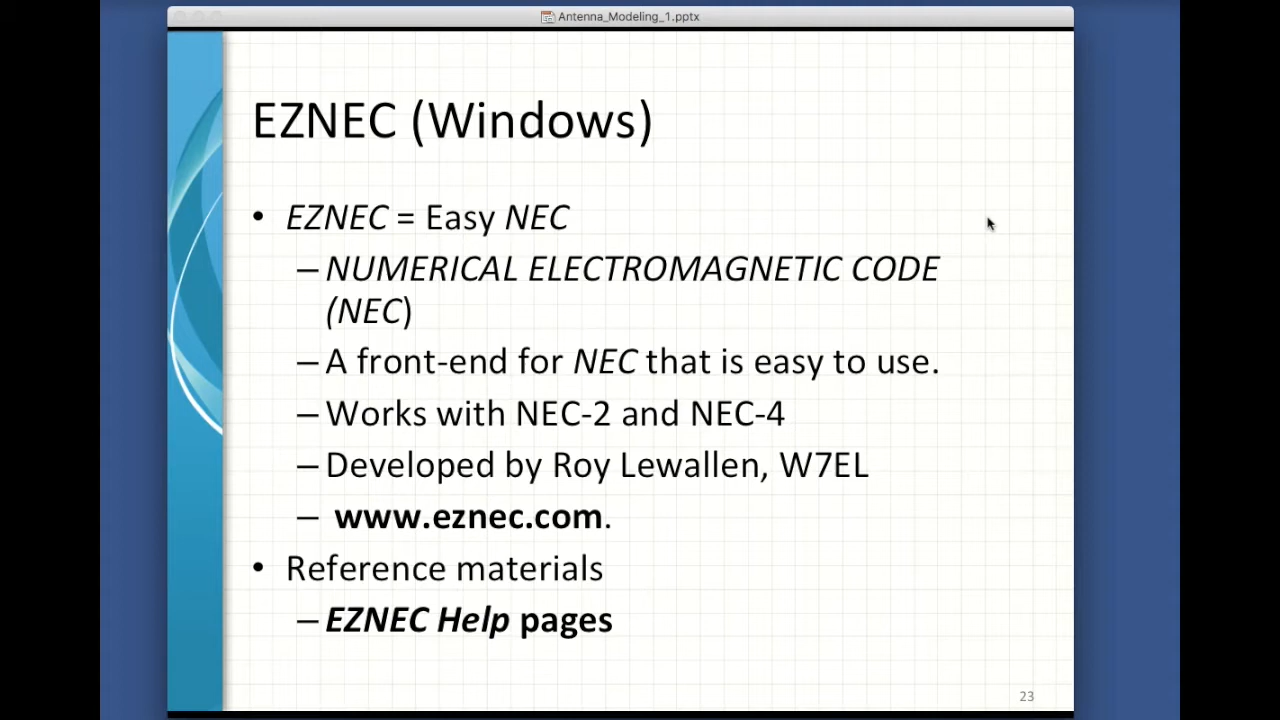 Antenna_Modeling_1.pptx
EZNEC (Windows)
• EZNEC = Easy NEC
– NUMERICAL ELECTROMAGNETIC CODE
(NEC)
– A front-end for NEC that is easy to use.
– Works with NEC-2 and NEC-4
– Developed by Roy Lewallen, W7EL
– www.eznec.com.
• Reference materials
– EZNEC Help pages
23